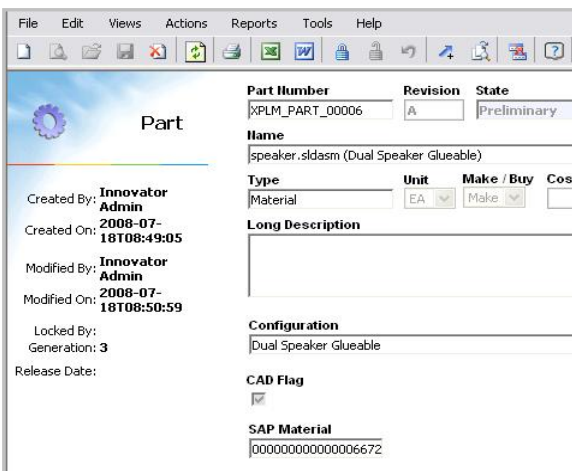 File Edit Views Actions Reports Tools Help
Part
Created By: Innovator Admin
Created On: 2008-07-18T08:49:05
Modified By: Innovator Admin
Modified On: 2008-07-18T08:50:59
Locked By:
Generation: 3
Release Date:
Part Number Revision State
XPLM_PART_00006 A Preliminary
Name
speaker.sldasm (Dual Speaker Glueable)
Type Unit Make / Buy Cos
Material EA Make
Long Description
Configuration
Dual Speaker Glueable
CAD Flag
SAP Material
000000000000006672